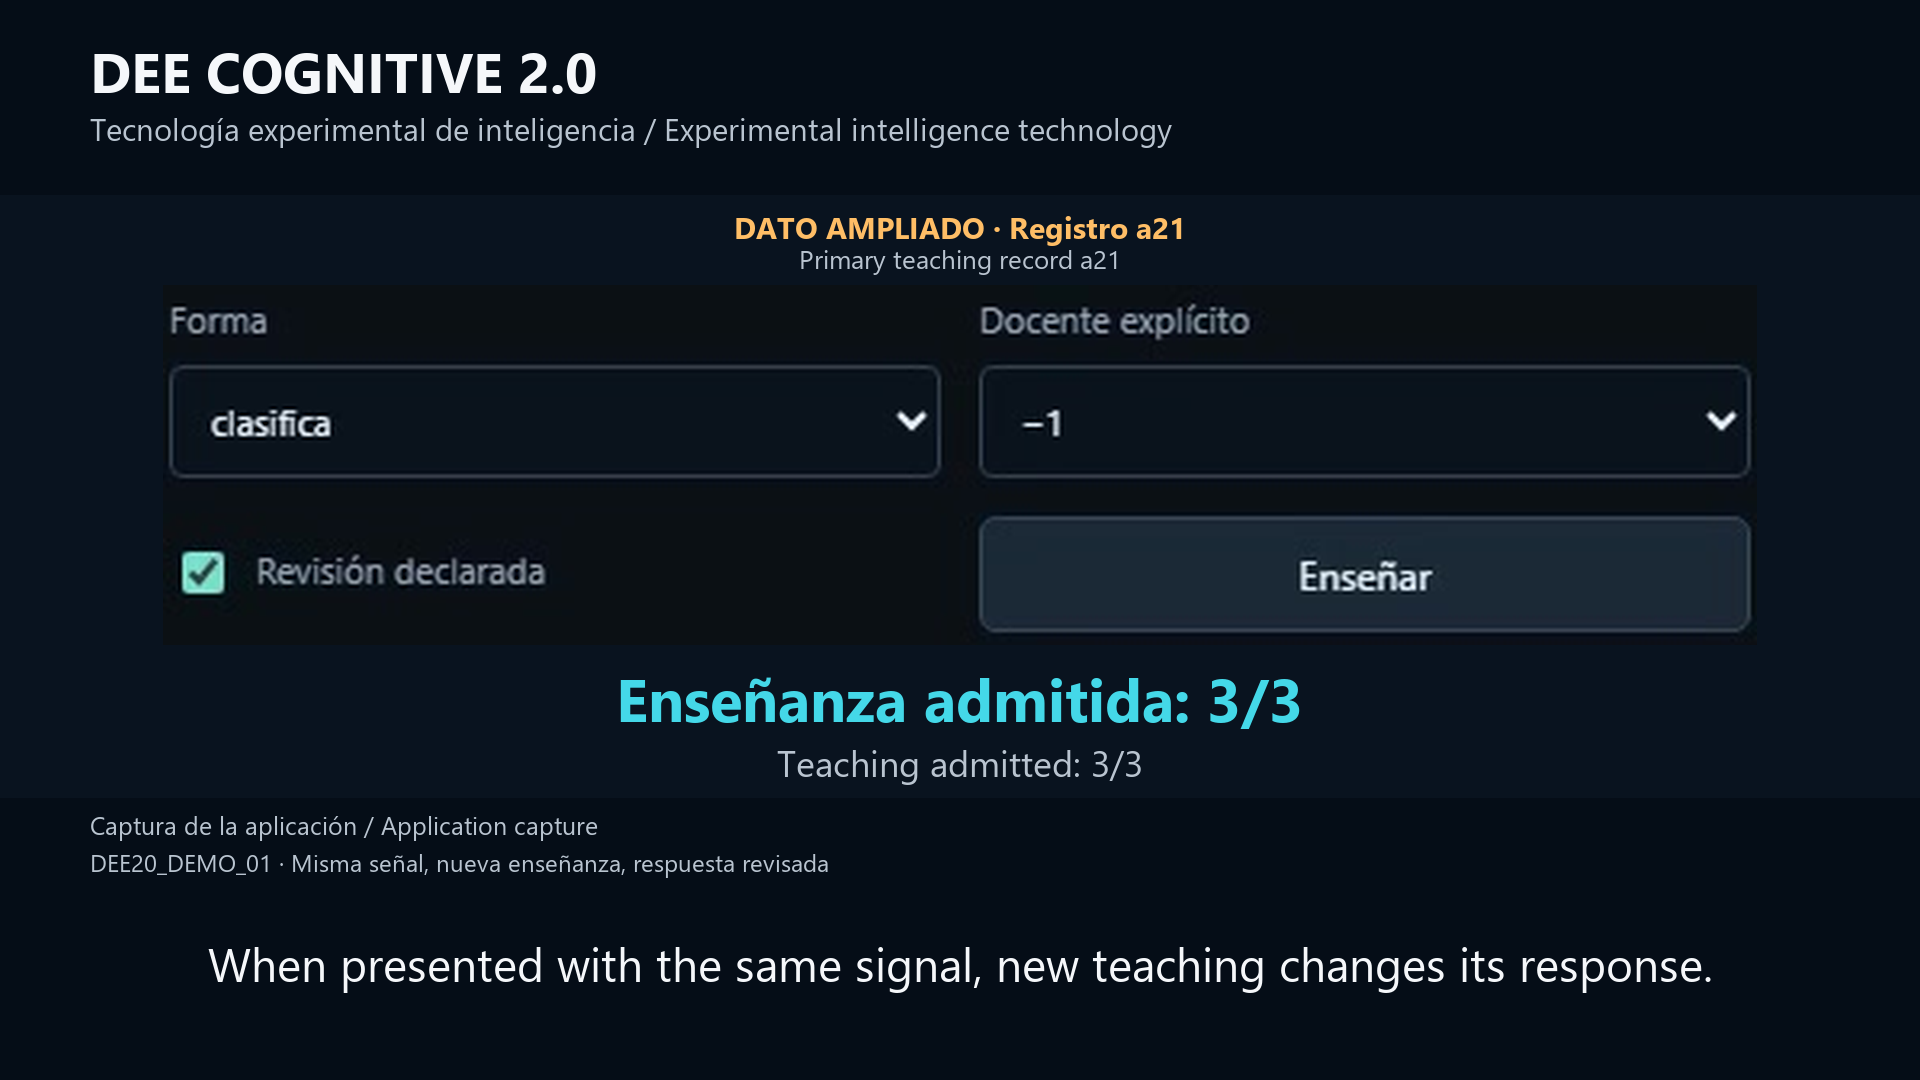 DEE COGNITIVE 2.0
Tecnología experimental de inteligencia / Experimental intelligence technology
DATO AMPLIADO · Registro a21
Primary teaching record a21
Forma
Docente explícito
clasifica
−1
Revisión declarada
Enseñar
Enseñanza admitida: 3/3
Teaching admitted: 3/3
Captura de la aplicación / Application capture
DEE20_DEMO_01 · Misma señal, nueva enseñanza, respuesta revisada
When presented with the same signal, new teaching changes its response.